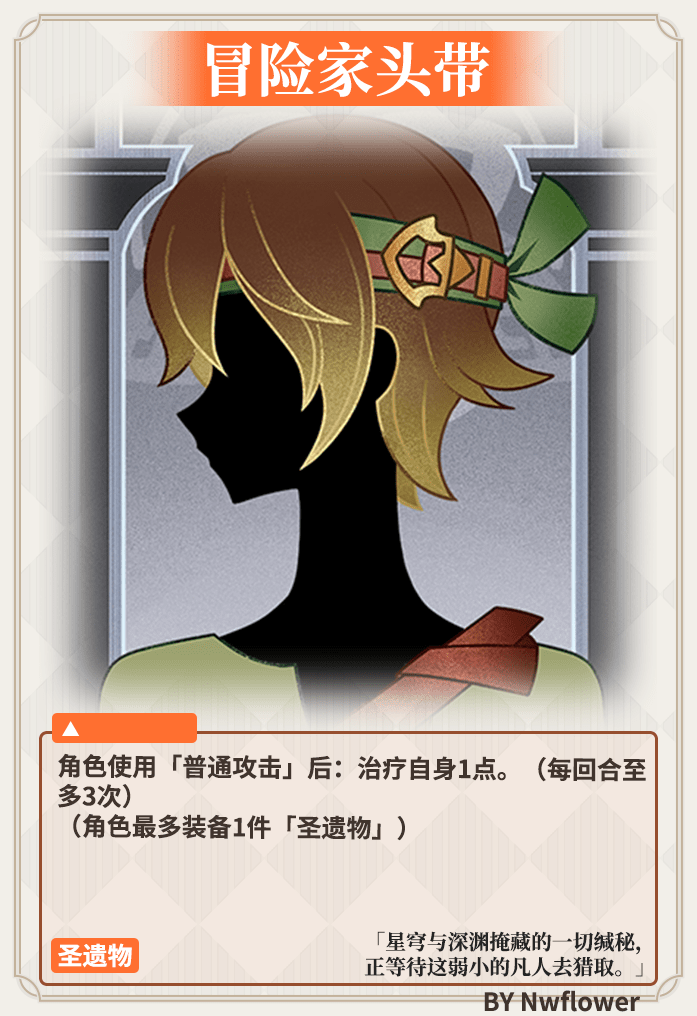 冒险家头带
角色使用「普通攻击」后：治疗自身1点。（每回合至
多3次）
（角色最多装备1件「圣遗物」）
圣遗物
「星穹与深渊掩藏的一切缄秘，
正等待这弱小的凡人去猎取。」
BY Nwflower